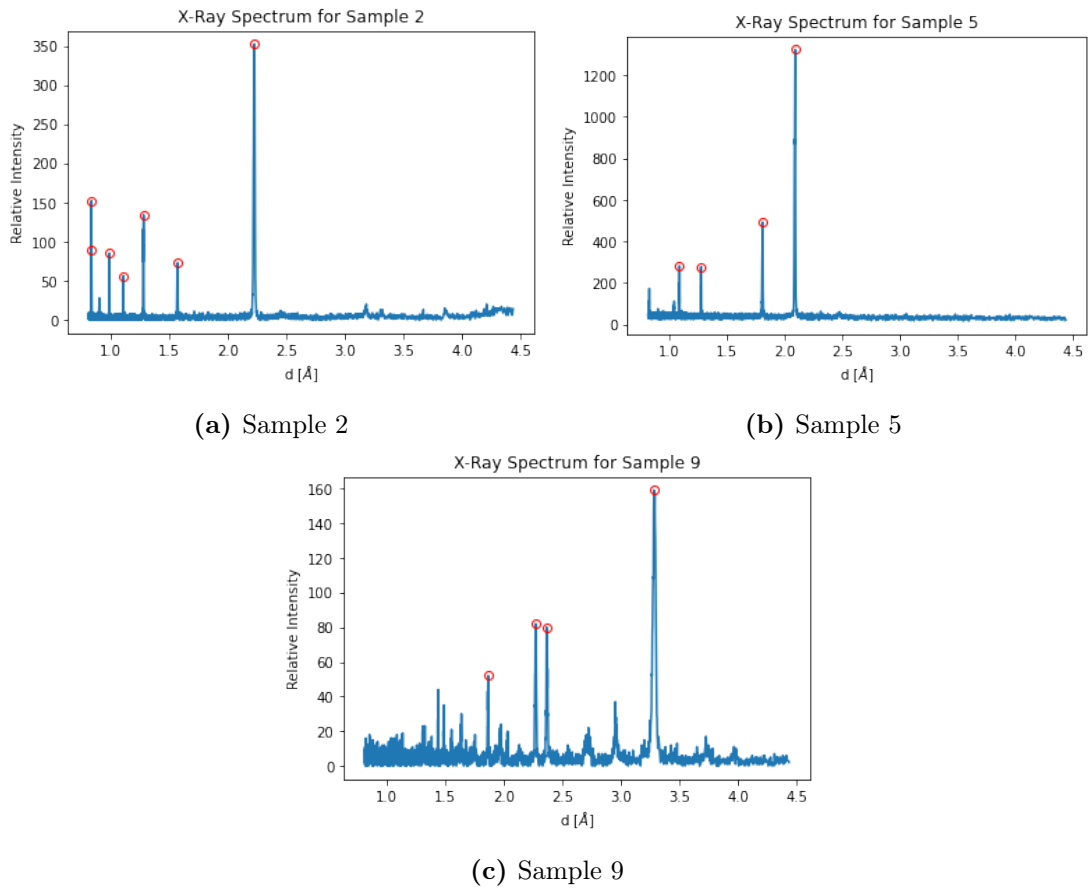 X-Ray Spectrum for Sample 2
350
300
250
200
150
100
50
0
Relative Intensity
1.0 1.5 2.0 2.5 3.0 3.5 4.0 4.5
d [Å]
(a) Sample 2
X-Ray Spectrum for Sample 5
1200
1000
800
600
400
200
0
Relative Intensity
1.0 1.5 2.0 2.5 3.0 3.5 4.0 4.5
d [Å]
(b) Sample 5
X-Ray Spectrum for Sample 9
160
140
120
100
80
60
40
20
0
Relative Intensity
1.0 1.5 2.0 2.5 3.0 3.5 4.0 4.5
d [Å]
(c) Sample 9